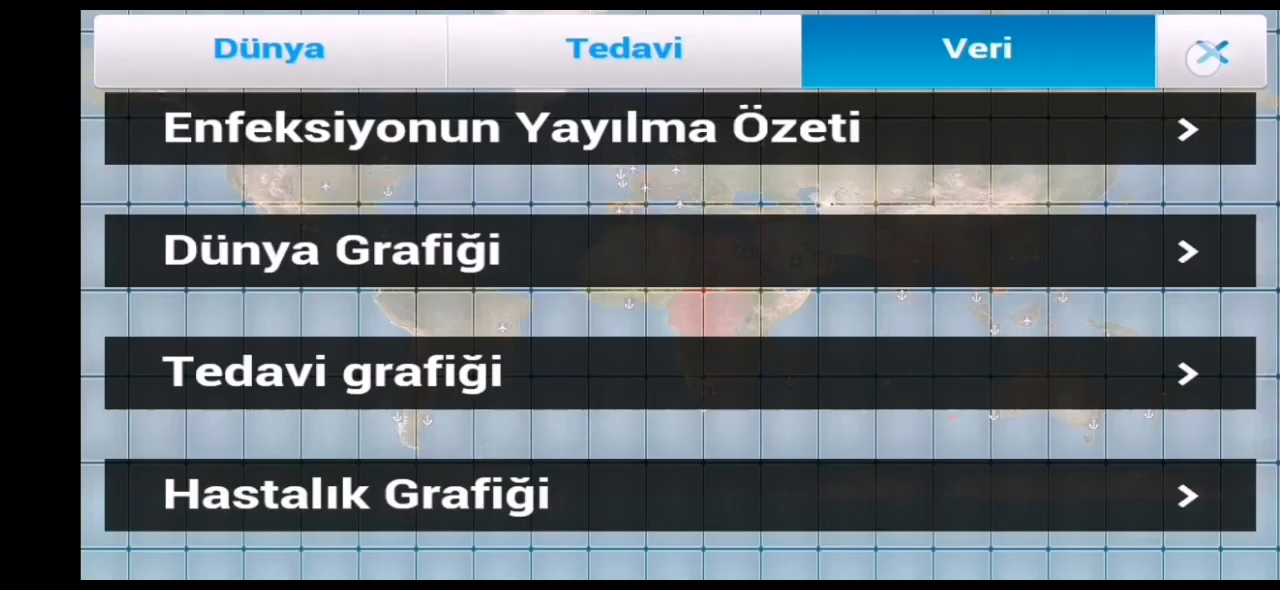 Dünya
Tedavi
Veri
Enfeksiyonun Yayılma Özeti
Dünya Grafiği
Tedavi grafiği
Hastalık Grafiği